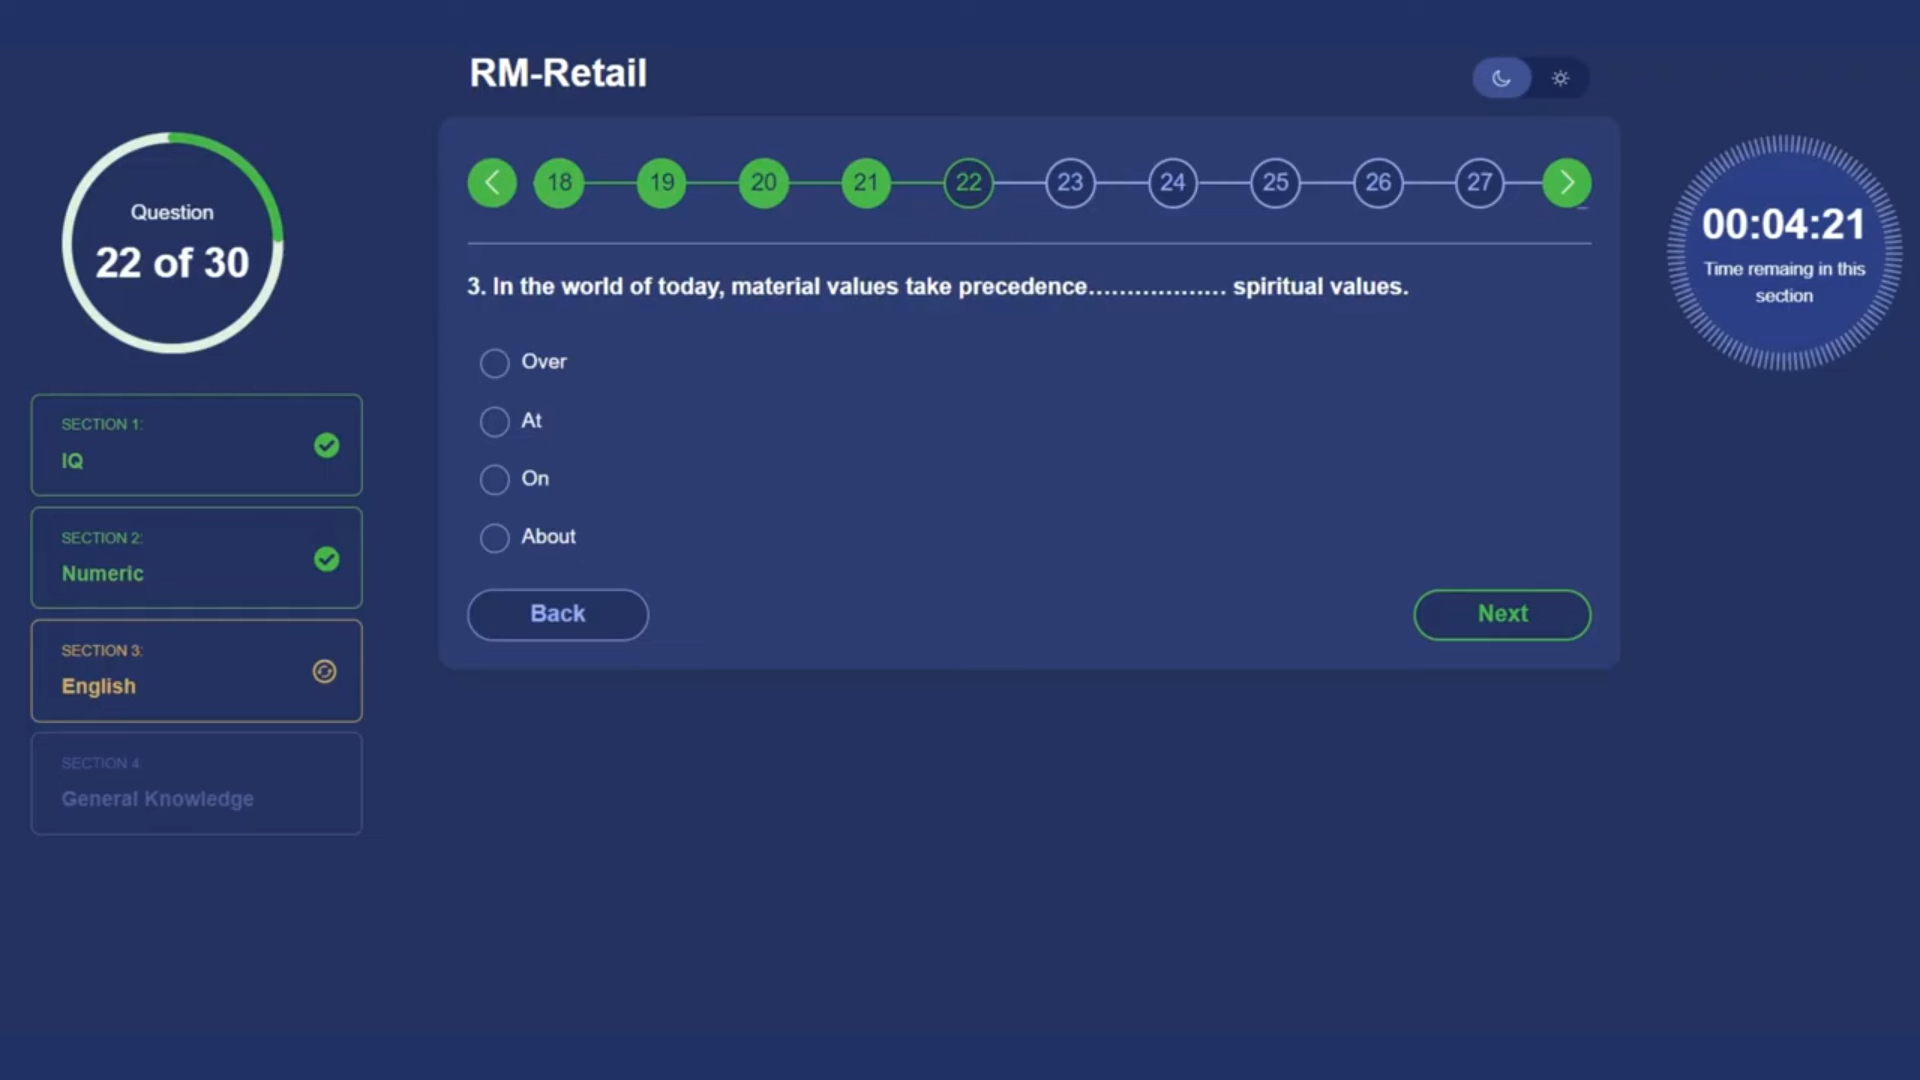 RM-Retail
Question
22 of 30
18 19 20 21 22 23 24 25 26 27
00:04:21
Time remaing in this
section
3. In the world of today, material values take precedence.................. spiritual values.
Over
At
On
About
Back
Next
SECTION 1:
IQ
SECTION 2:
Numeric
SECTION 3:
English
SECTION 4:
General Knowledge